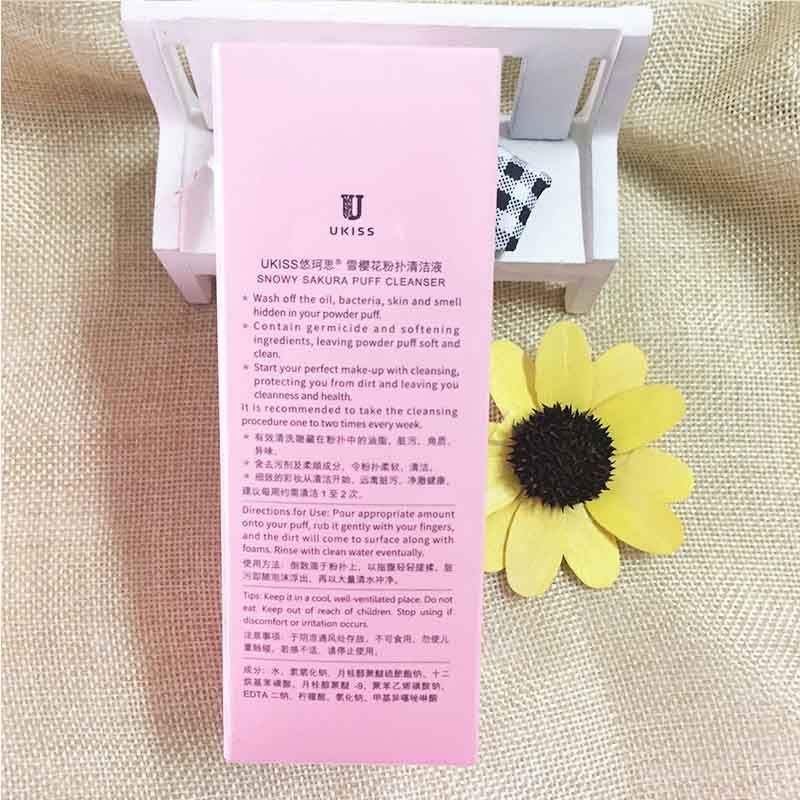 U
UKISS
UKISS悠珂思® 雪樱花粉扑清洁液
SNOWY SAKURA PUFF CLEANSER
» Wash off the oil, bacteria, skin and smell
hidden in your powder puff.
» Contain germicide and softening
ingredients, leaving powder puff soft and
clean.
» Start your perfect make-up with cleansing,
protecting you from dirt and leaving you
cleanness and health.
It is recommended to take the cleansing
procedure one to two times every week.
» 有效清洗隐藏在粉扑中的油脂，脏污，角质，
异味。
» 含去污剂及柔顺成分，令粉扑柔软，清洁。
» 细致的彩妆从清洁开始，远离脏污，净透健康。
建议每周约需清洁 1 至 2 次。
Directions for Use: Pour appropriate amount
onto your puff, rub it gently with your fingers,
and the dirt will come to surface along with
foams. Rinse with clean water eventually.
使用方法：倒数滴于粉扑上，以指腹轻轻搓揉，脏
污即随泡沫浮出，再以大量清水冲净。
Tips: Keep it in a cool, well-ventilated place. Do not
eat. Keep out of reach of children. Stop using if
discomfort or irritation occurs.
注意事项：于阴凉通风处存放，不可食用，勿使儿
童触碰，若感不适，请停止使用。
成分：水、氢氧化钠、月桂醇聚醚硫酸酯钠、十二
烷基苯磺酸、月桂醇聚醚 -9、聚苯乙烯磺酸钠、
EDTA 二钠、柠檬酸、氯化钠、甲基异噻唑啉酮